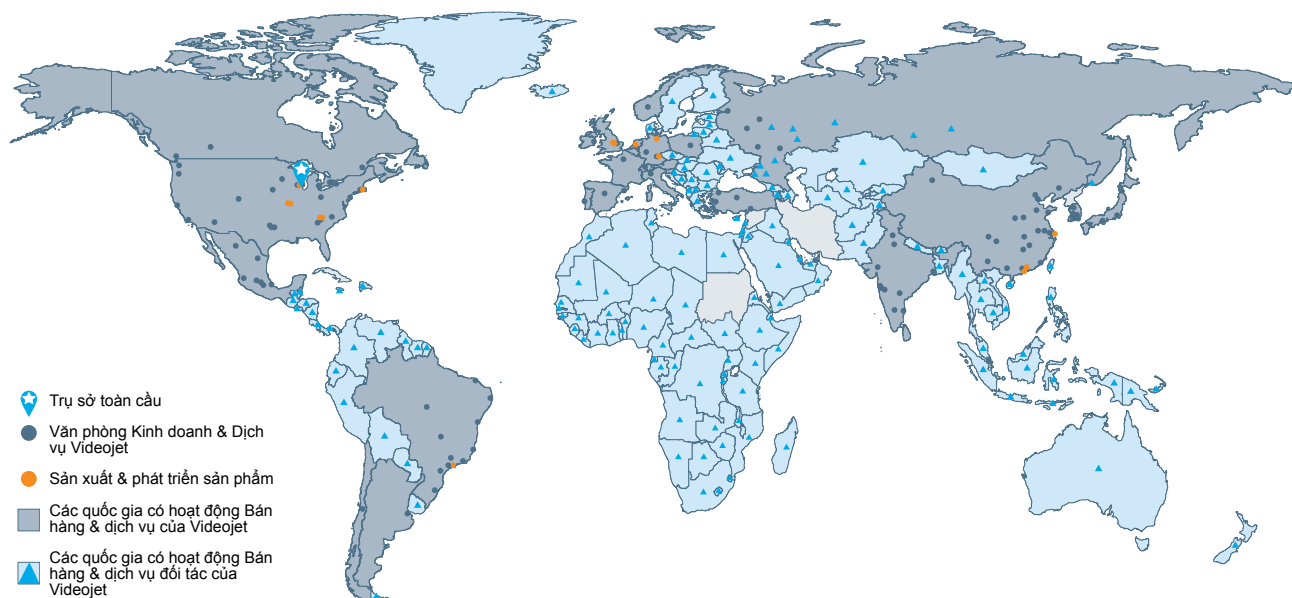 Trụ sở toàn cầu
Văn phòng Kinh doanh & Dịch
vụ Videojet
Sản xuất & phát triển sản phẩm
Các quốc gia có hoạt động Bán
hàng & dịch vụ của Videojet
Các quốc gia có hoạt động Bán
hàng & dịch vụ đối tác của
Videojet